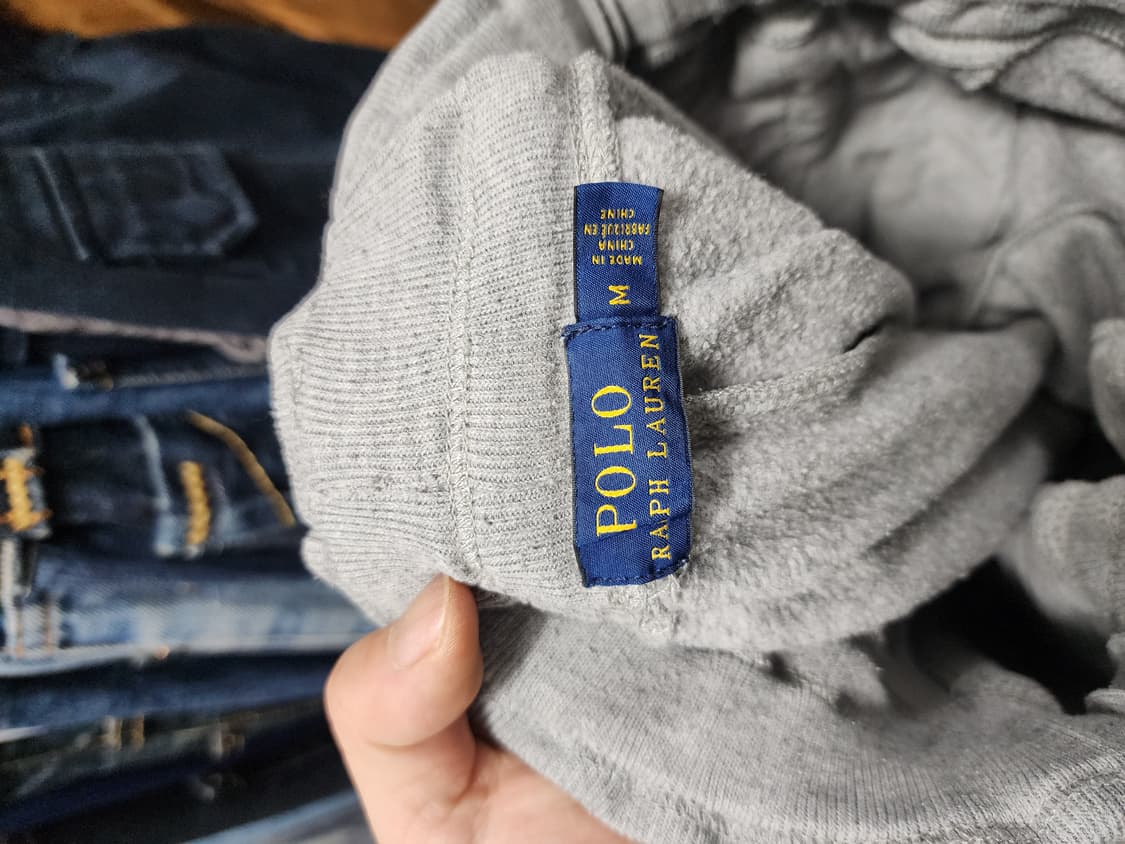 POLO
RALPH LAUREN
M
MADE IN
CHINA
FABRIQUÉ EN
CHINE